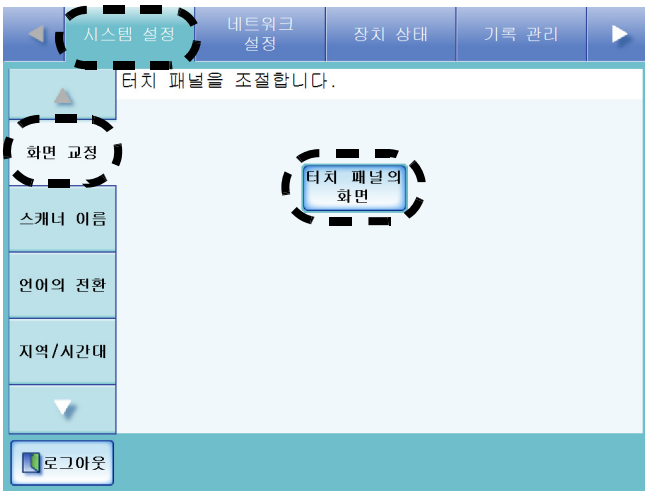 시스템 설정
네트워크
설정
장치 상태
기록 관리
터치 패널을 조절합니다.
화면 교정
터치 패널의
화면
스캐너 이름
언어의 전환
지역/시간대
로그아웃